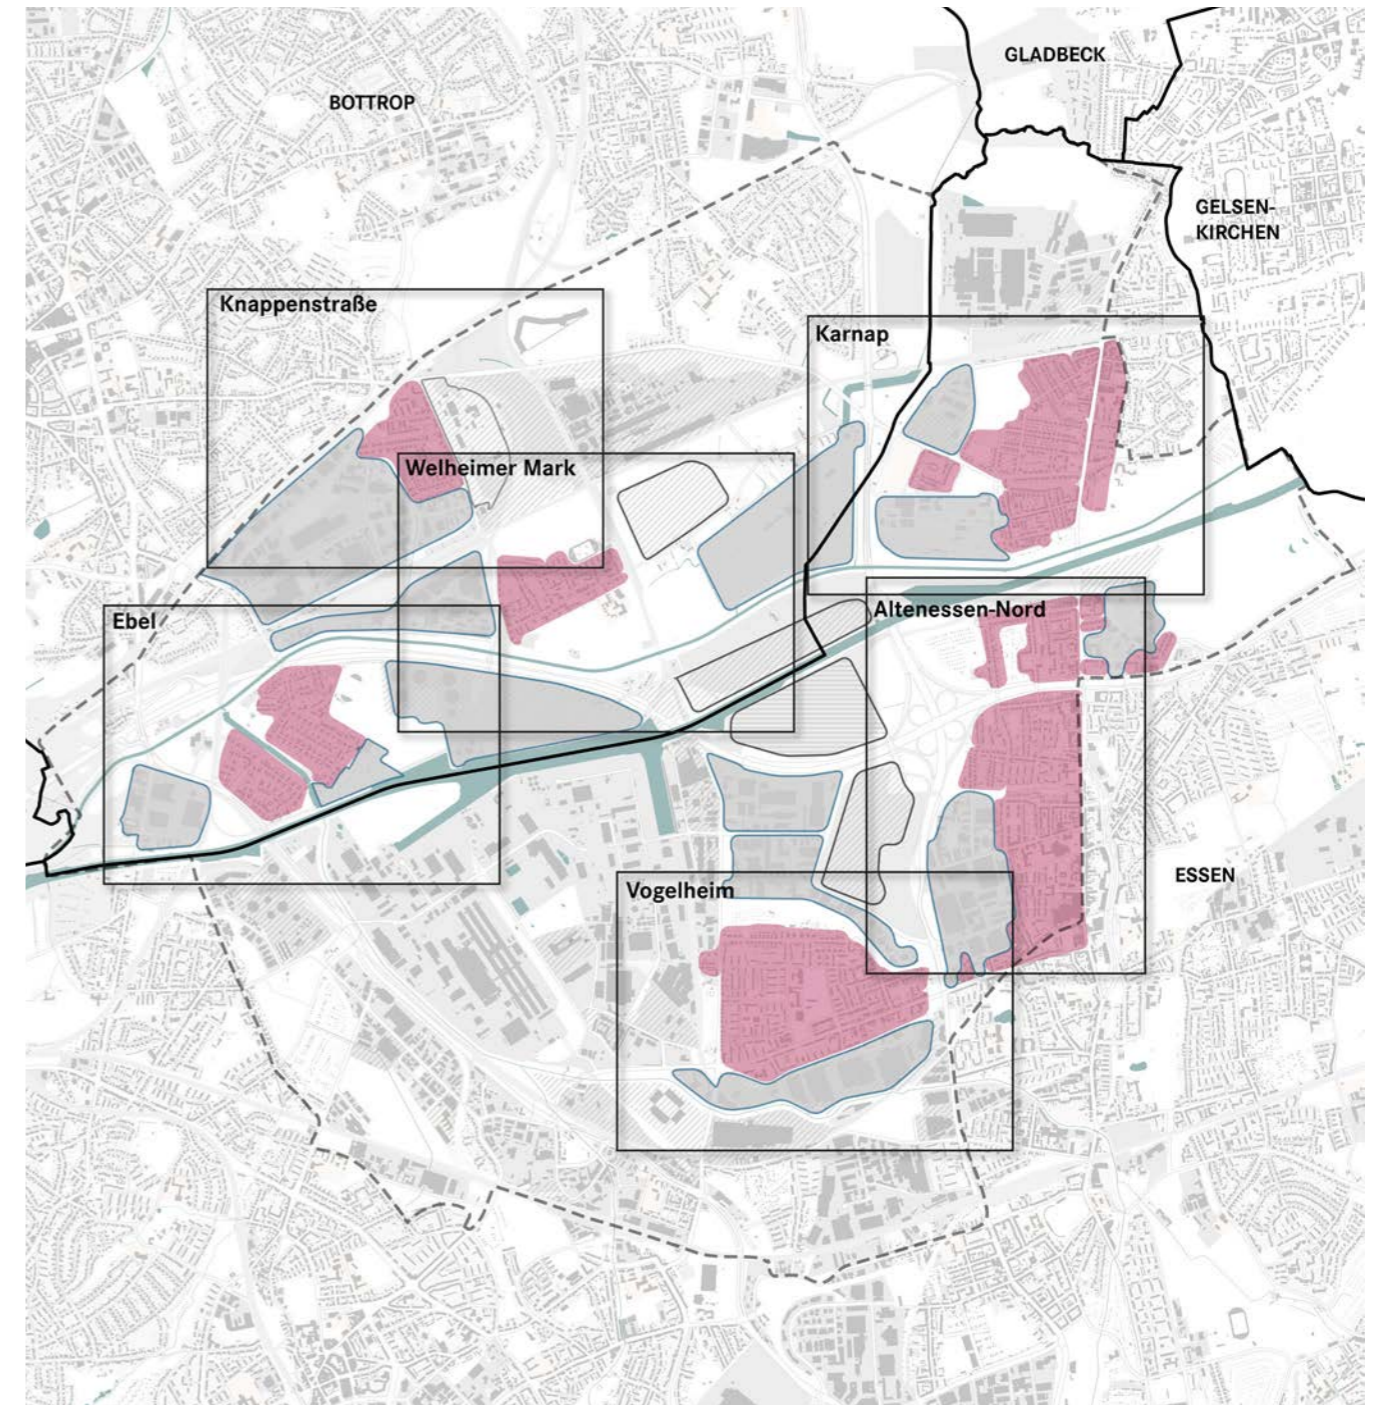 GLADBECK
BOTTROP
GELSEN-
KIRCHEN
Knappenstraße
Karnap
Welheimer Mark
Altenessen-Nord
Ebel
ESSEN
Vogelheim